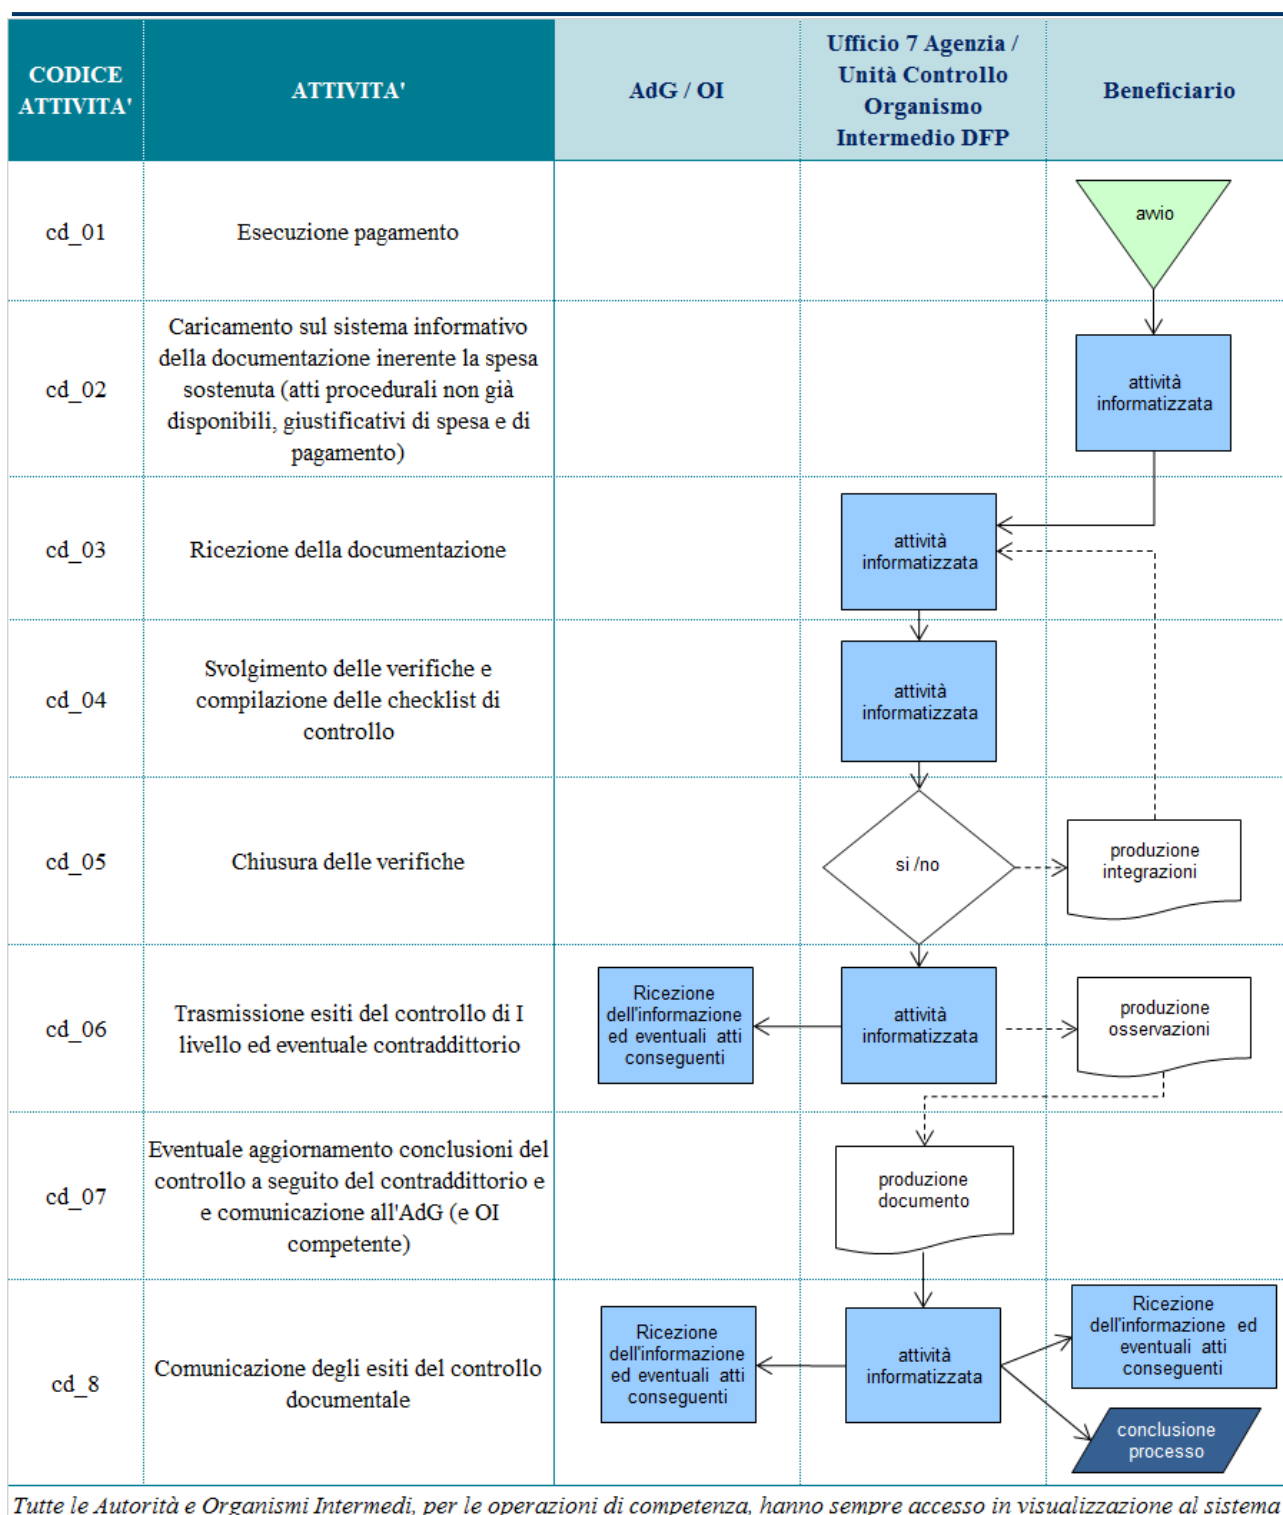 CODICE
ATTIVITA'
ATTIVITA'
AdG / OI
Ufficio 7 Agenzia /
Unità Controllo
Organismo
Intermedio DFP
Beneficiario
cd_01
Esecuzione pagamento
avvio
cd_02
Caricamento sul sistema informativo
della documentazione inerente la spesa
sostenuta (atti procedurali non già
disponibili, giustificativi di spesa e di
pagamento)
attività
informatizzata
cd_03
Ricezione della documentazione
attività
informatizzata
cd_04
Svolgimento delle verifiche e
compilazione delle checklist di
controllo
attività
informatizzata
cd_05
Chiusura delle verifiche
si /no
produzione
integrazioni
cd_06
Trasmissione esiti del controllo di I
livello ed eventuale contraddittorio
Ricezione
dell'informazione
ed eventuali atti
conseguenti
attività
informatizzata
produzione
osservazioni
cd_07
Eventuale aggiornamento conclusioni del
controllo a seguito del contraddittorio e
e comunicazione all'AdG (e OI
competente)
produzione
documento
cd_8
Comunicazione degli esiti del controllo
documentale
Ricezione
dell'informazione
ed eventuali atti
conseguenti
attività
informatizzata
Ricezione
dell'informazione ed
eventuali atti
conseguenti
conclusione
processo
Tutte le Autorità e Organismi Intermedi, per le operazioni di competenza, hanno sempre accesso in visualizzazione al sistema